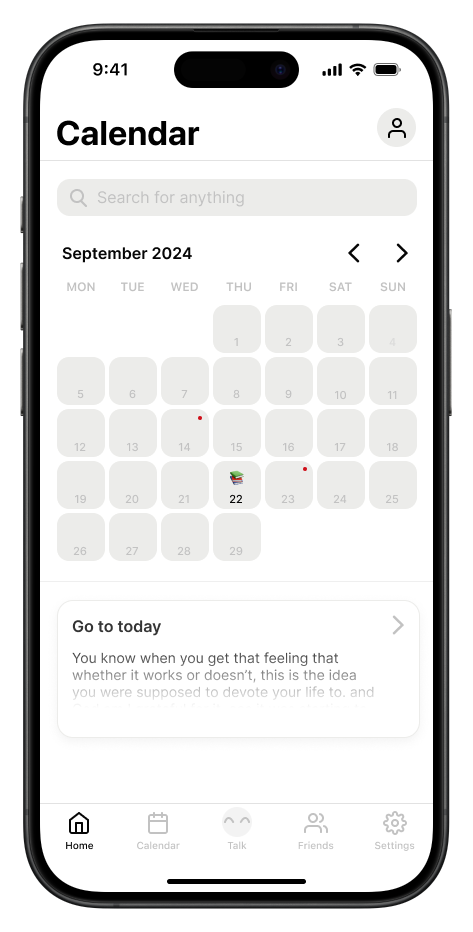 9:41
Calendar
Search for anything
September 2024
MON TUE WED THU FRI SAT SUN
1 2 3 4
5 6 7 8 9 10 11
12 13 14 15 16 17 18
19 20 21 22 23 24 25
26 27 28 29
Go to today
You know when you get that feeling that
whether it works or doesn’t, this is the idea
you were supposed to devote your life to. and
Home Calendar Talk Friends Settings